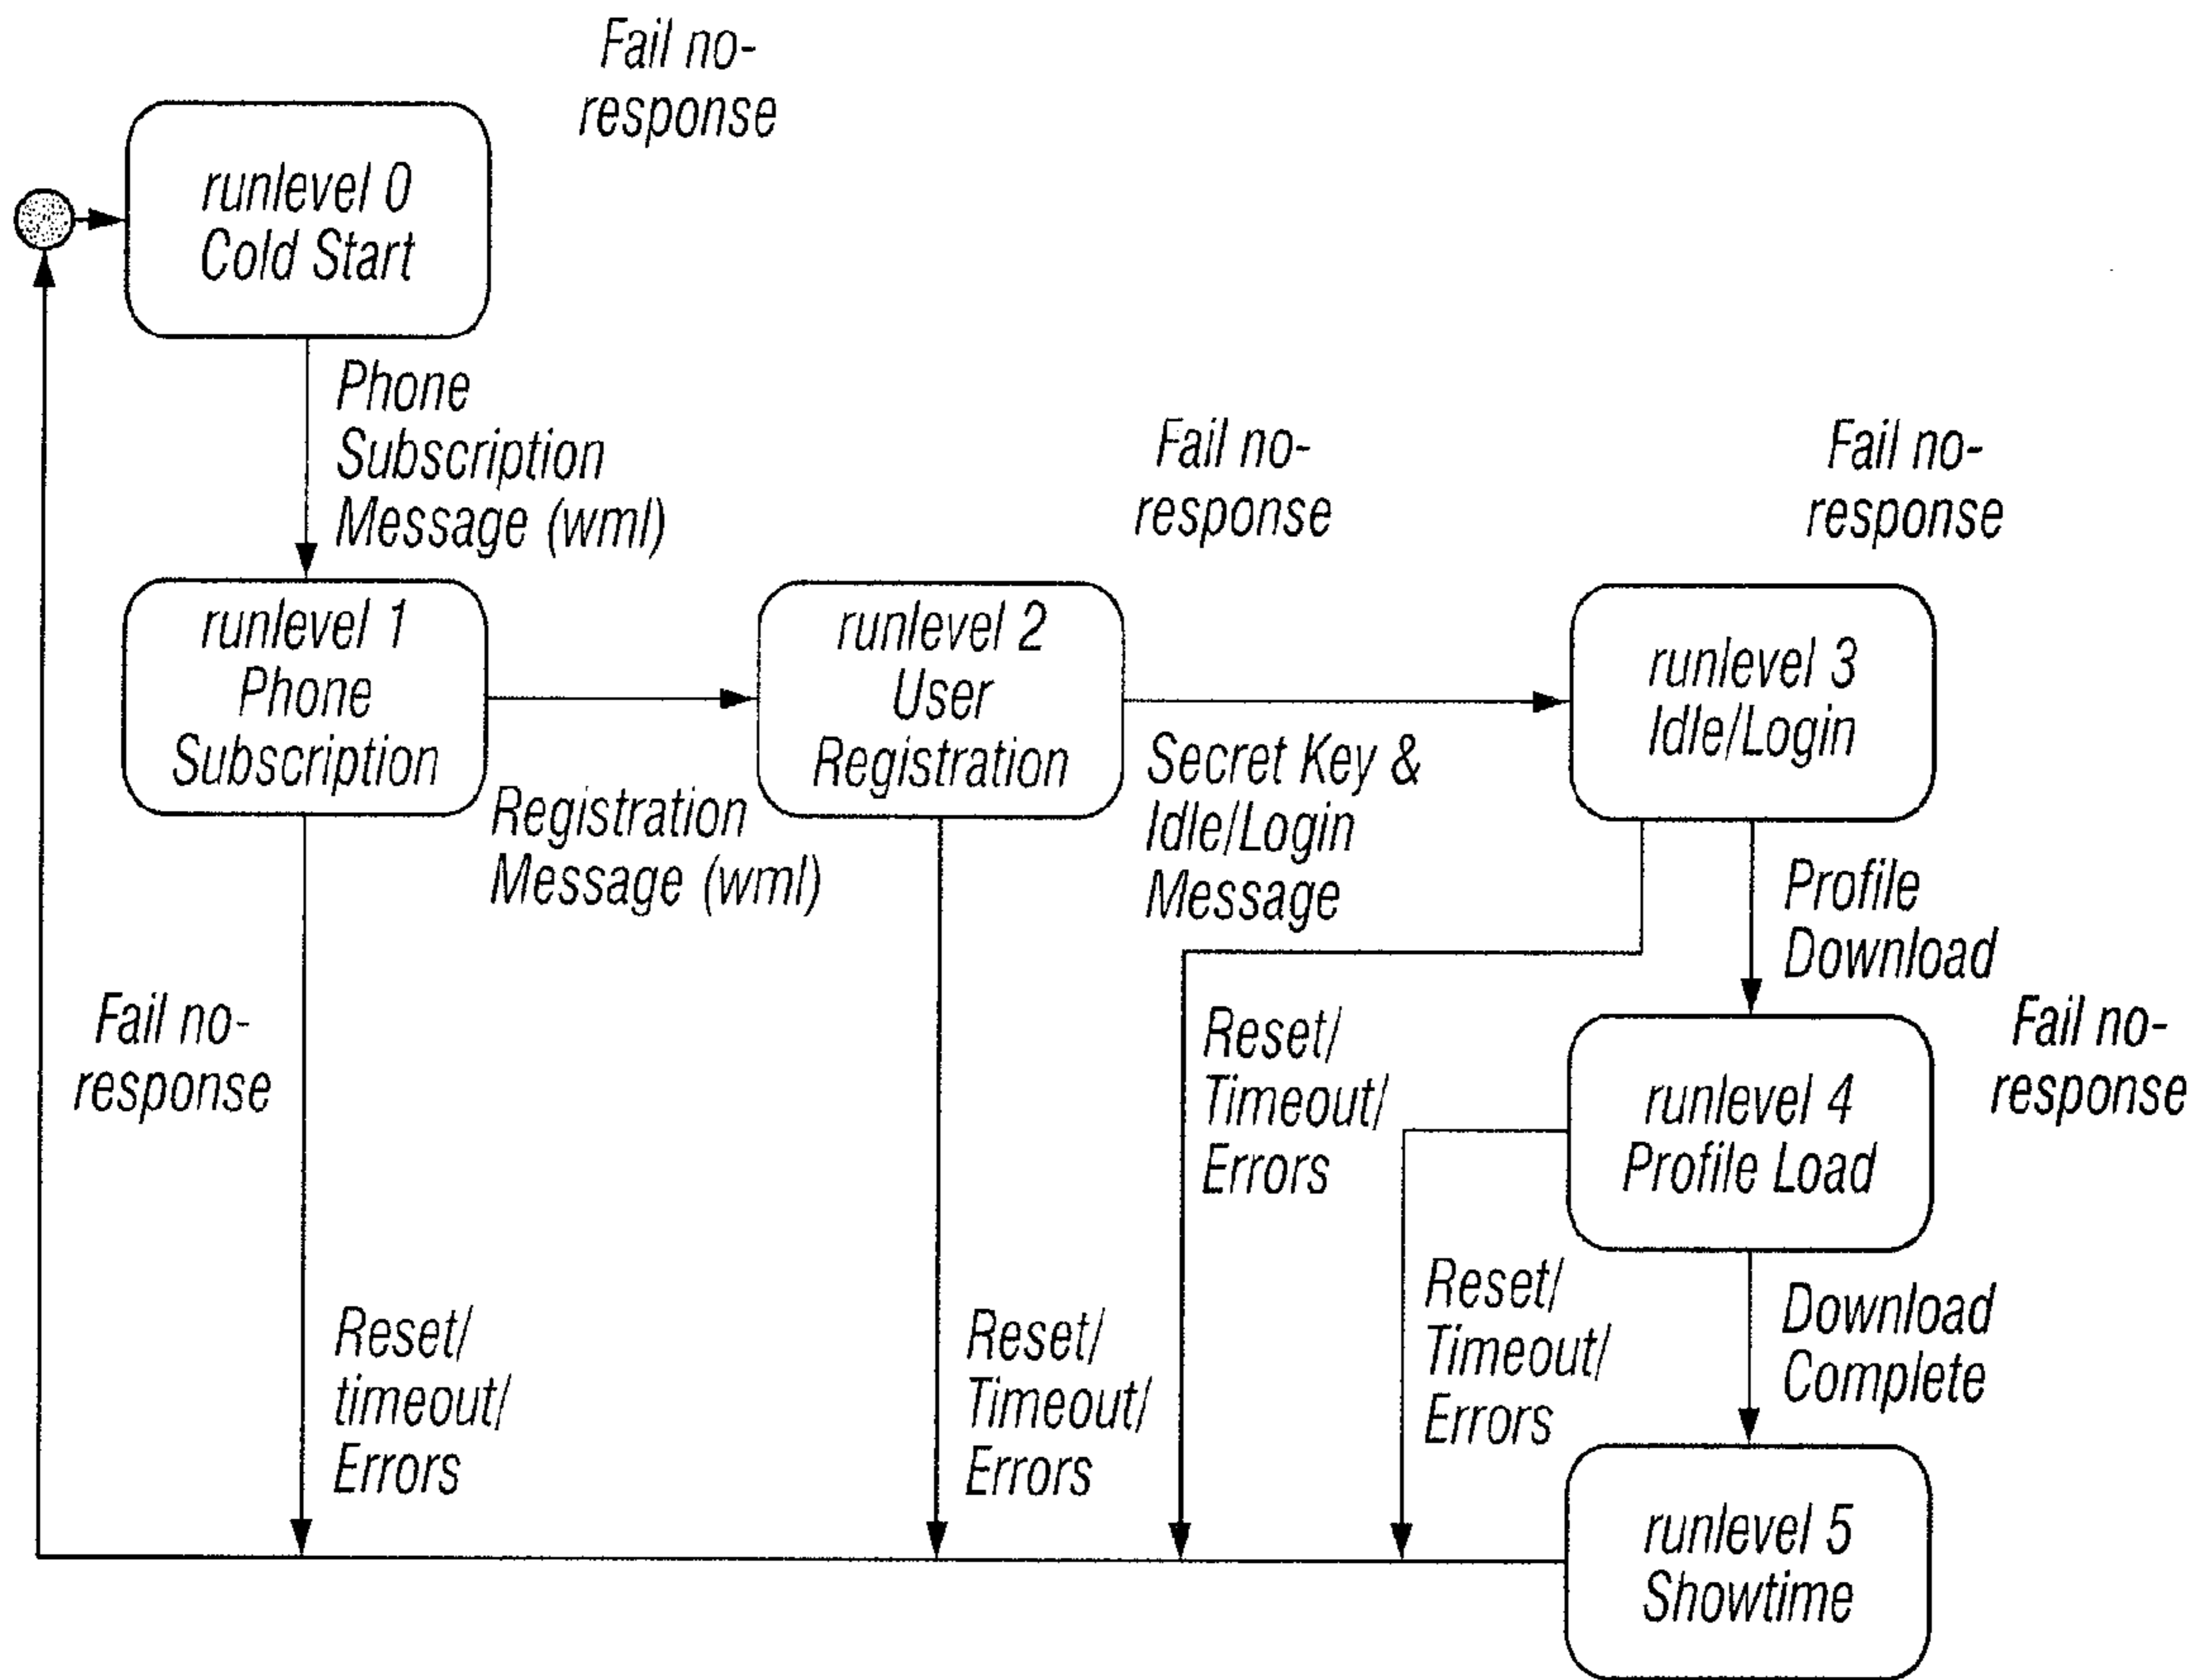 Fail no-
response
runlevel 0
Cold Start
Phone
Subscription
Message (wml)
Fail no-
response
Fail no-
response
runlevel 1
Phone
Subscription
runlevel 2
User
Registration
runlevel 3
Idle/Login
Registration
Message (wml)
Secret Key &
Idle/Login
Message
Profile
Download
Fail no-
response
Reset/
Timeout/
Errors
Fail no-
response
runlevel 4
Profile Load
Reset/
timeout/
Errors
Reset/
Timeout/
Errors
Reset/
Timeout/
Errors
Download
Complete
runlevel 5
Showtime